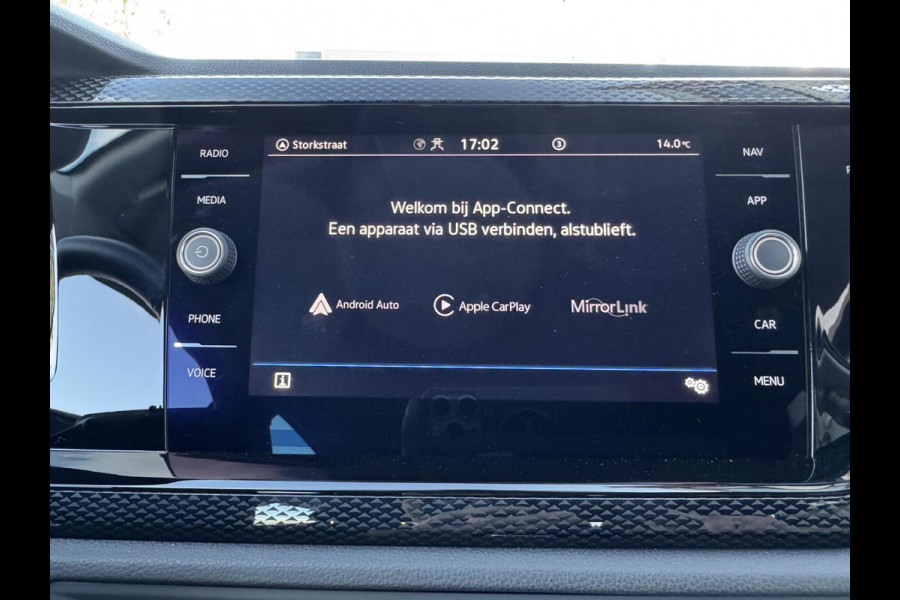 RADIO
MEDIA
PHONE
VOICE
Storkstraat 17:02 3 14.0°C
Welkom bij App-Connect.
Een apparaat via USB verbinden, alstublieft.
Android Auto Apple CarPlay MirrorLink
i
NAV
APP
CAR
MENU